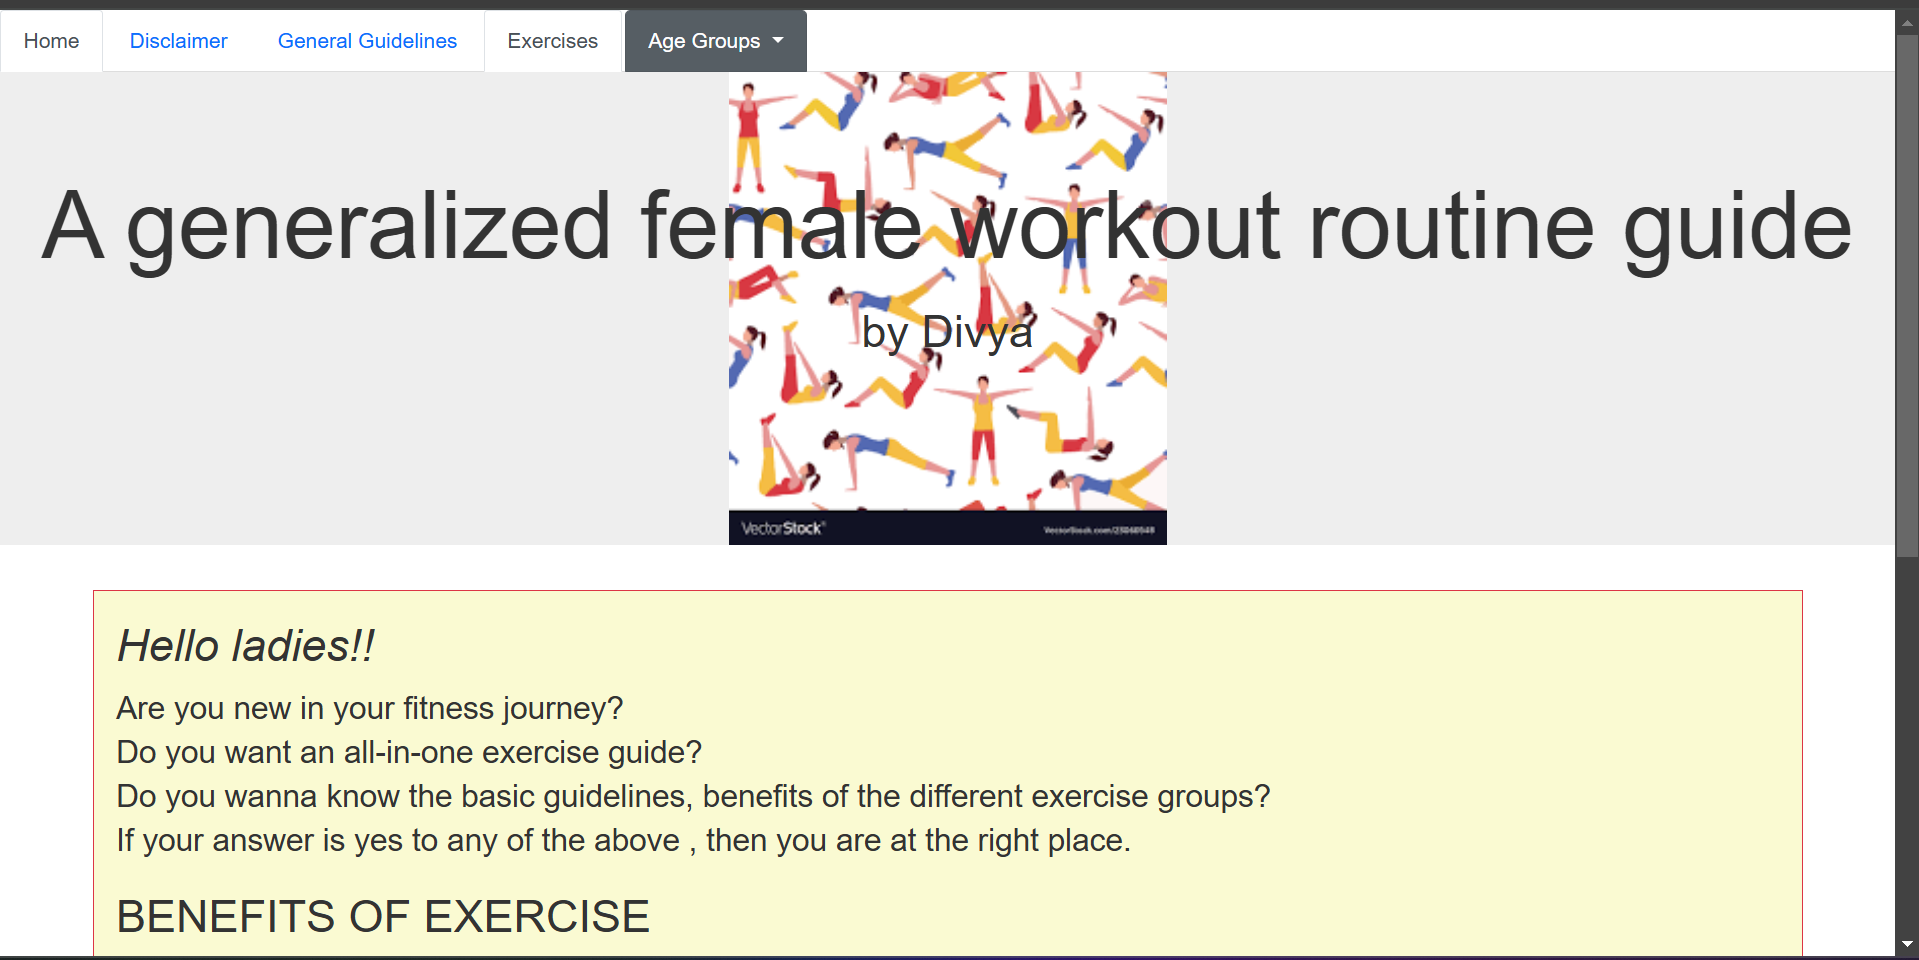 Home Disclaimer General Guidelines Exercises Age Groups
A generalized female workout routine guide
by Divya
VectorStock®
VectorStock.com/23060548
Hello ladies!!
Are you new in your fitness journey?
Do you want an all-in-one exercise guide?
Do you wanna know the basic guidelines, benefits of the different exercise groups?
If your answer is yes to any of the above , then you are at the right place.
BENEFITS OF EXERCISE